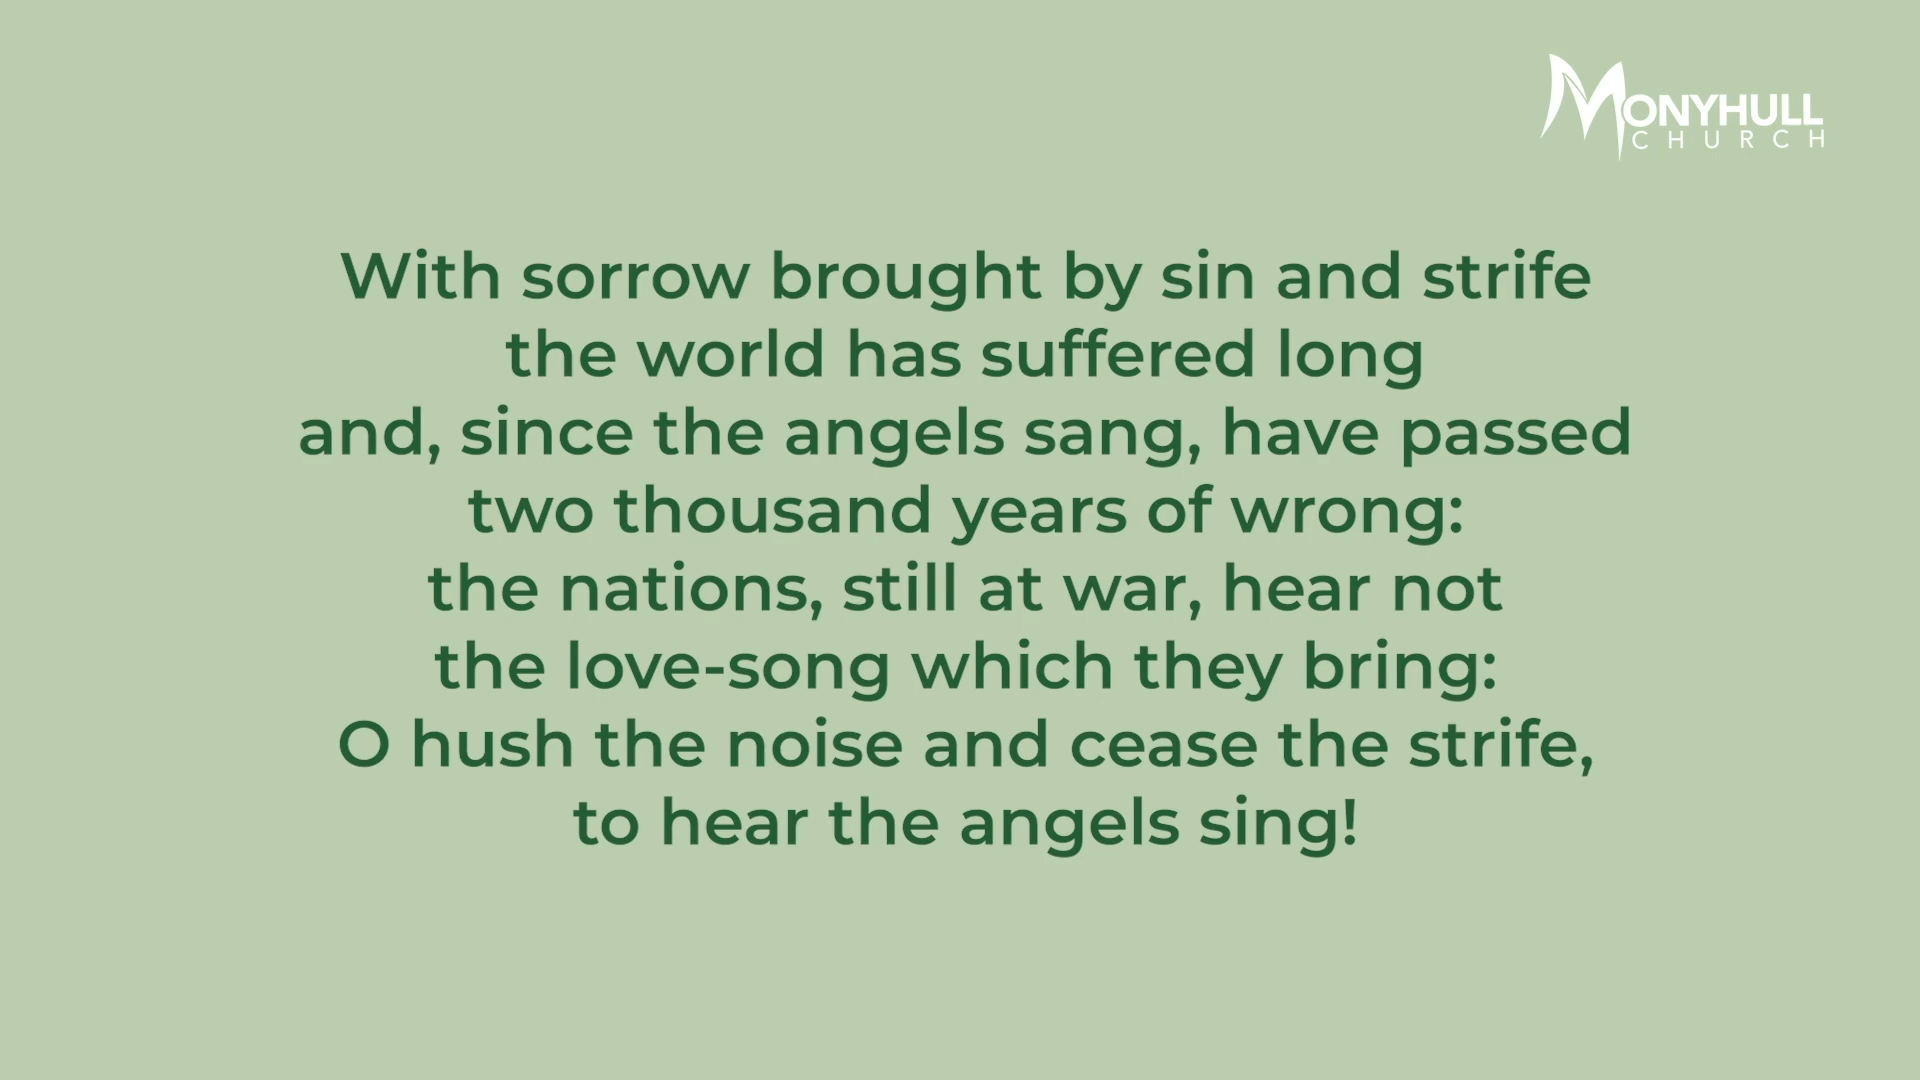 MONYHULL
CHURCH
With sorrow brought by sin and strife
the world has suffered long
and, since the angels sang, have passed
two thousand years of wrong:
the nations, still at war, hear not
the love-song which they bring:
O hush the noise and cease the strife,
to hear the angels sing!